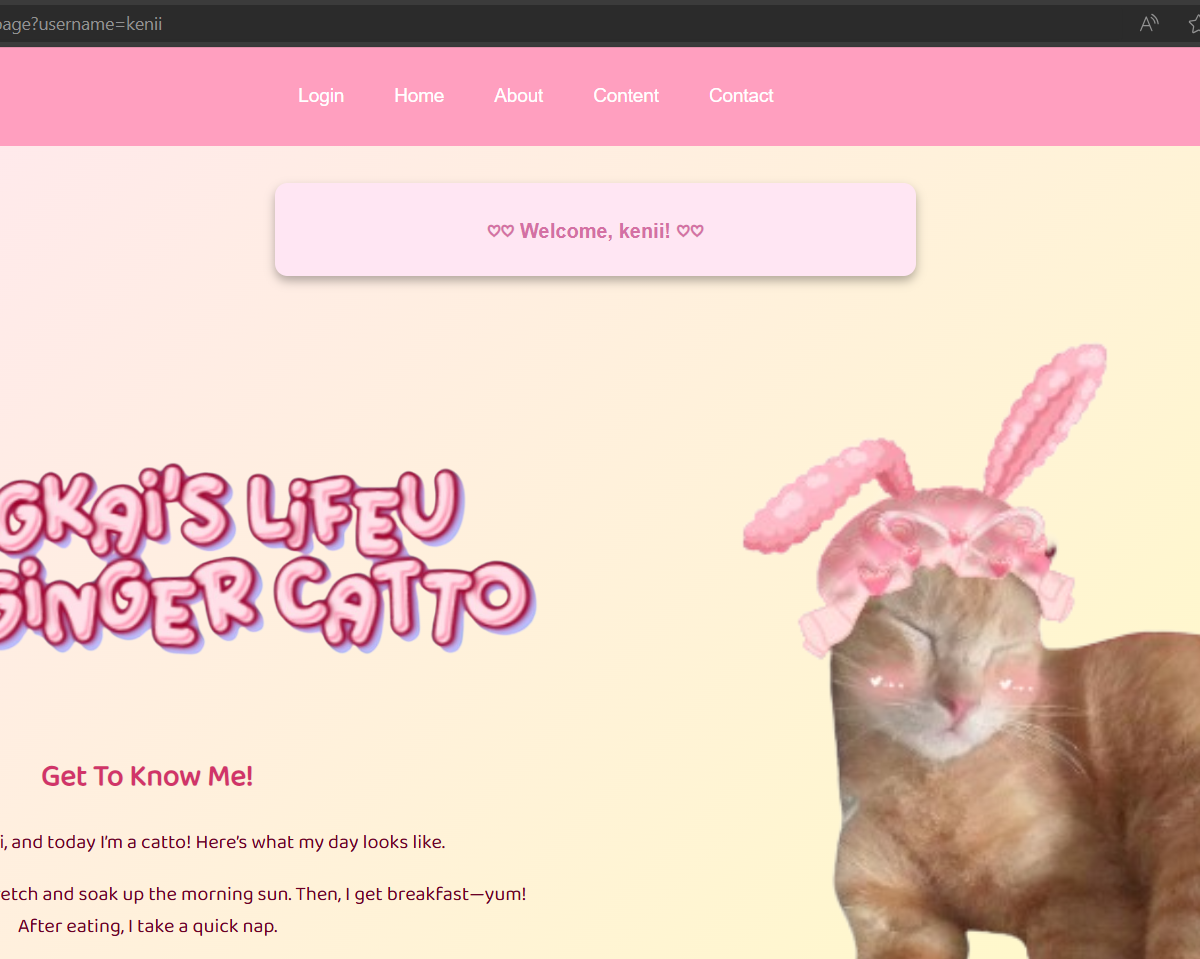 page?username=kenii
Login Home About Content Contact
♡♡ Welcome, kenii! ♡♡
GKAi'S LiFEU
GiNGER CATTO
Get To Know Me!
i, and today I'm a catto! Here's what my day looks like.
etch and soak up the morning sun. Then, I get breakfast—yum!
After eating, I take a quick nap.